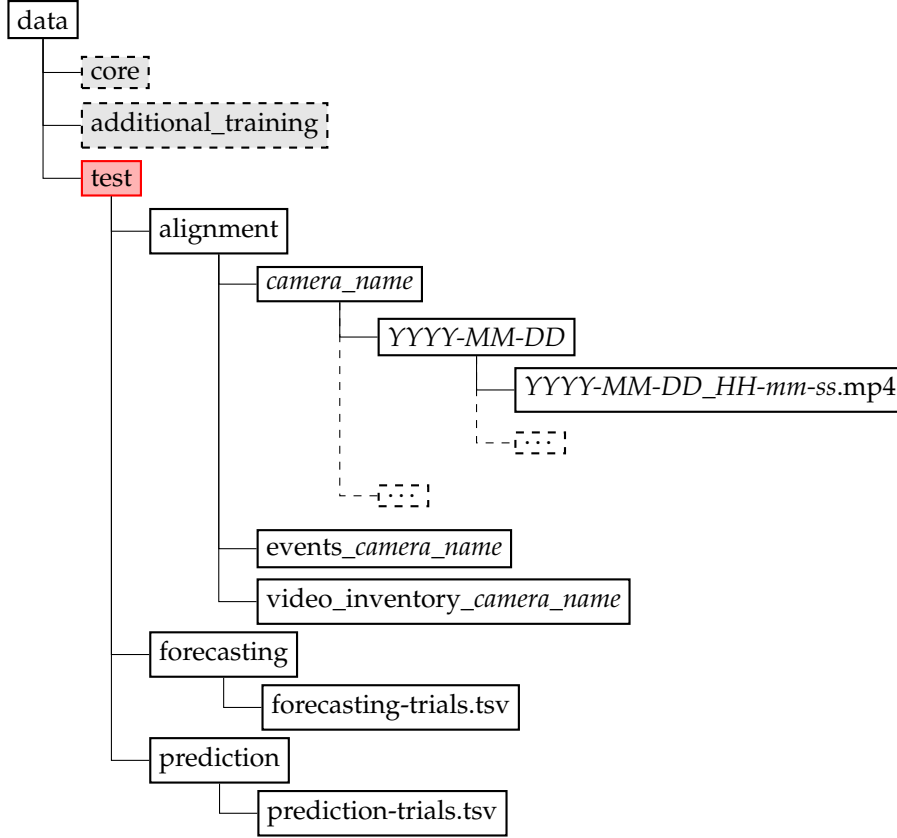 data
core
additional_training
test
alignment
camera_name
YYYY-MM-DD
YYYY-MM-DD_HH-mm-ss.mp4
...
...
events_camera_name
video_inventory_camera_name
forecasting
forecasting-trials.tsv
prediction
prediction-trials.tsv